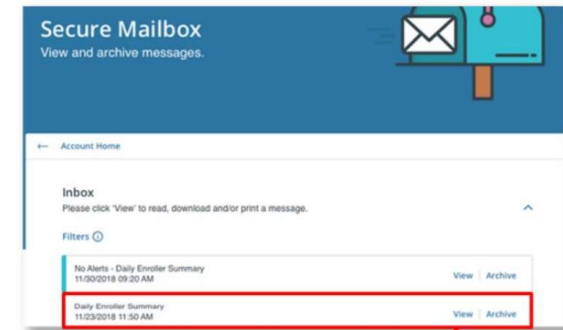 Secure Mailbox
View and archive messages.
← Account Home
Inbox
Please click 'View' to read, download and/or print a message.
Filters
No Alerts - Daily Enroller Summary
11/30/2018 09:20 AM
View | Archive
Daily Enroller Summary
11/23/2018 11:50 AM
View | Archive